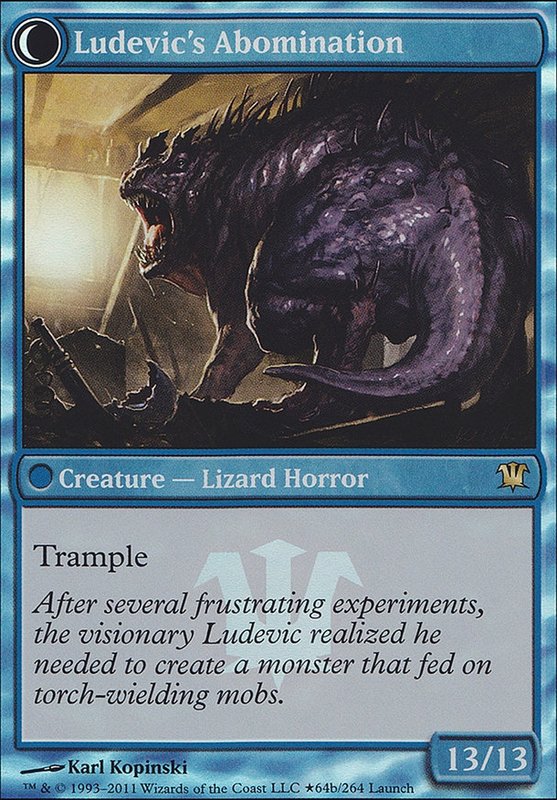 Ludevic's Abomination
Creature — Lizard Horror
Trample
After several frustrating experiments,
the visionary Ludevic realized he
needed to create a monster that fed on
torch-wielding mobs.
13/13
Karl Kopinski
™ & © 1993–2011 Wizards of the Coast LLC ★64b/264 Launch